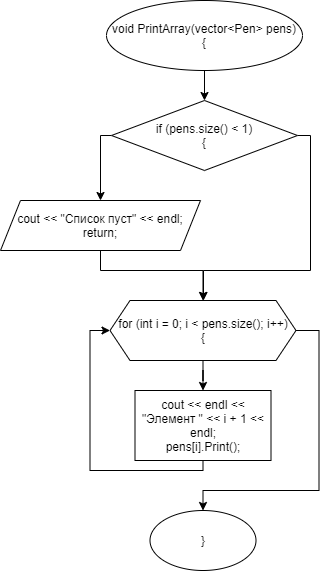 void PrintArray(vector<Pen> pens)
{
if (pens.size() < 1)
{
cout << "Список пуст" << endl;
return;
for (int i = 0; i < pens.size(); i++)
{
cout << endl <<
"Элемент " << i + 1 <<
endl;
pens[i].Print();
}